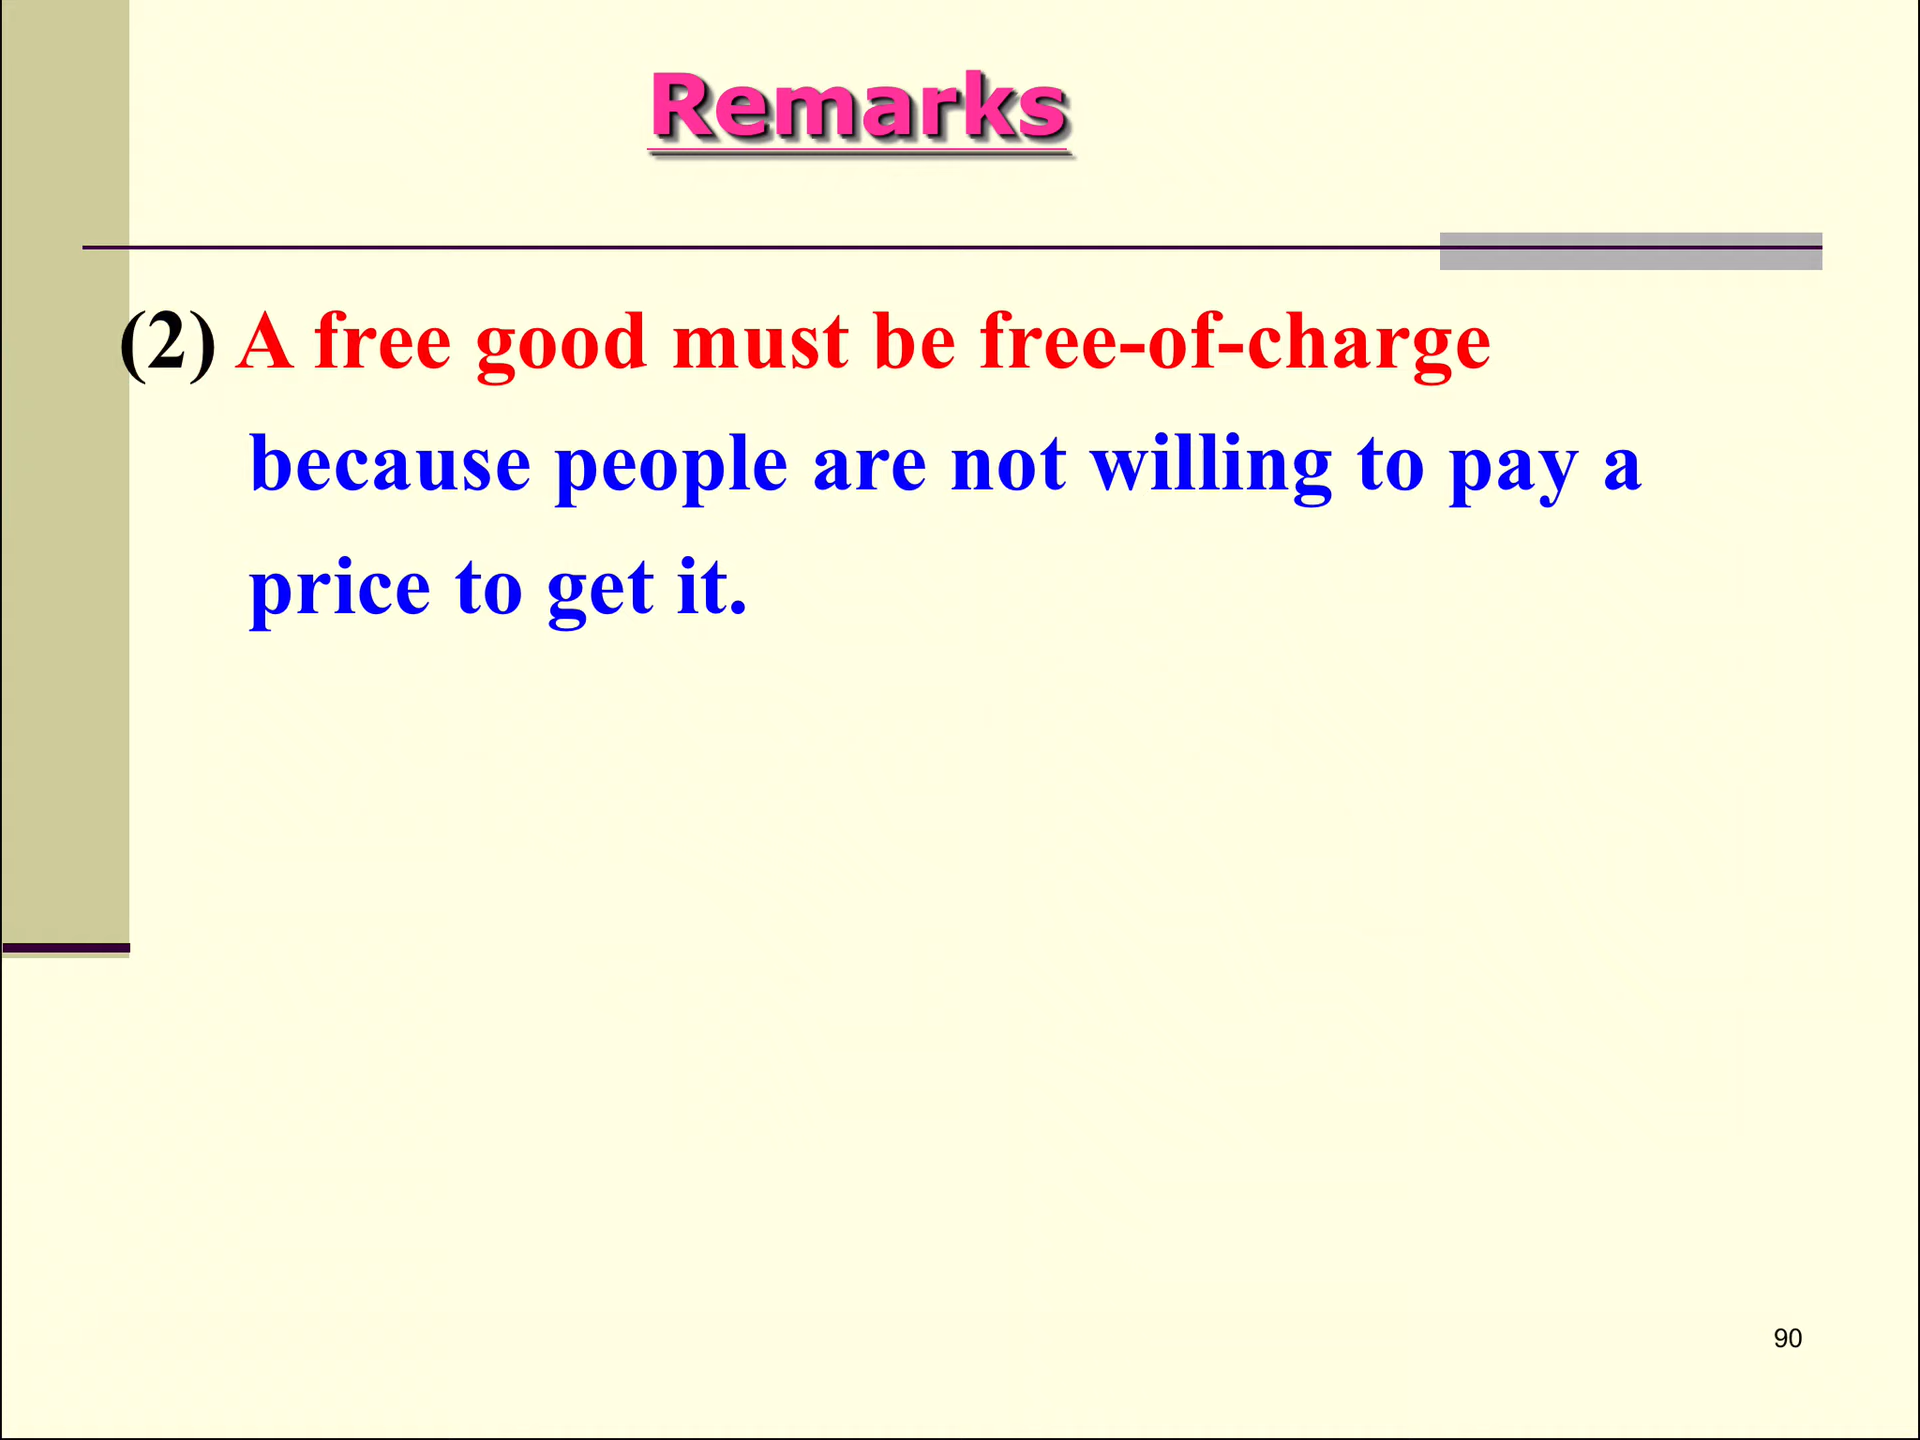 Remarks
(2) A free good must be free-of-charge
because people are not willing to pay a
price to get it.
90